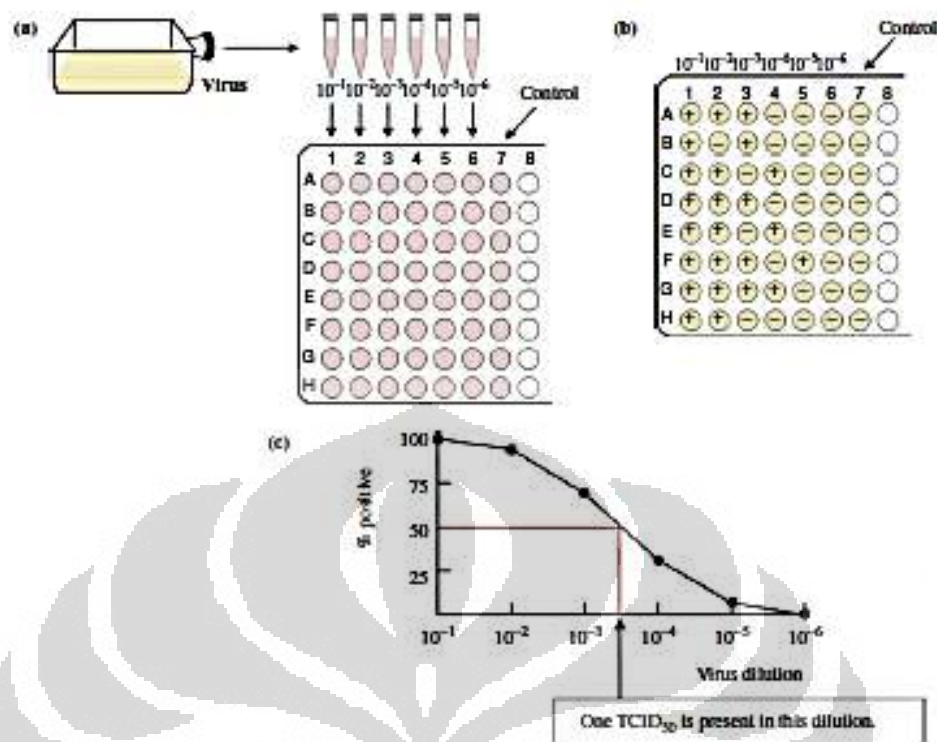 (a)
Virus
10⁻¹ 10⁻² 10⁻³ 10⁻⁴ 10⁻⁵ 10⁻⁶
Control
1 2 3 4 5 6 7 8
A
B
C
D
E
F
G
H
(b)
Control
10⁻¹ 10⁻² 10⁻³ 10⁻⁴ 10⁻⁵ 10⁻⁶
1 2 3 4 5 6 7 8
A + + + − − − −
B + − + − − − −
C + + − + − − −
D + + + − − − −
E + + − + − − −
F + + + − + − −
G + + + + − − −
H + + − − − − −
(c)
% positive
100
75
50
25
10⁻¹ 10⁻² 10⁻³ 10⁻⁴ 10⁻⁵ 10⁻⁶
Virus dilution
One TCID₅₀ is present in this dilution.